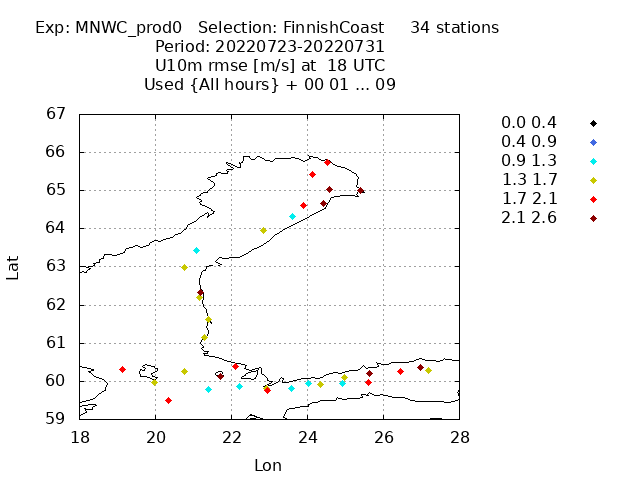 Exp: MNWC_prod0   Selection: FinnishCoast     34 stations
Period: 20220723-20220731
U10m rmse [m/s] at  18 UTC
Used {All hours} + 00 01 ... 09
67
66
65
64
63
62
61
60
59
18 20 22 24 26 28
Lat
Lon
0.0 0.4
0.4 0.9
0.9 1.3
1.3 1.7
1.7 2.1
2.1 2.6